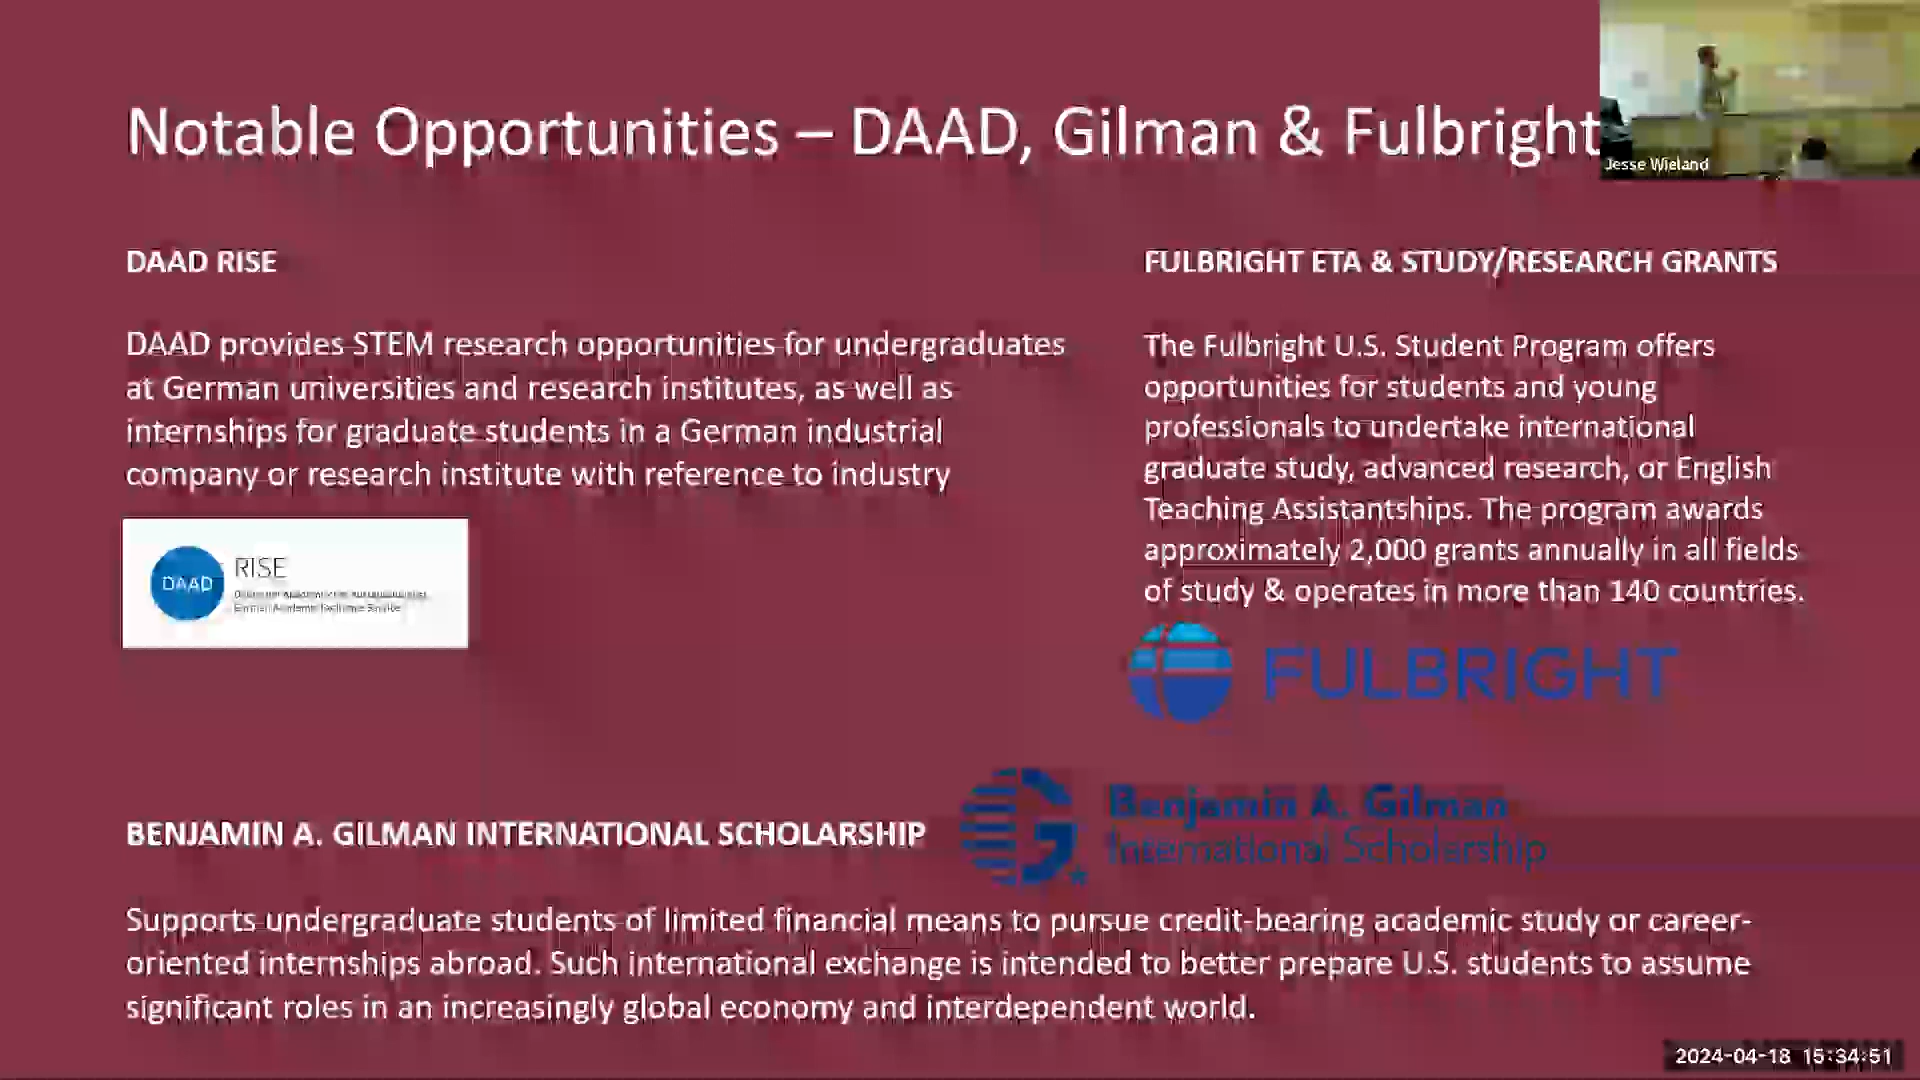 Notable Opportunities – DAAD, Gilman & Fulbright
Jesse Wieland
DAAD RISE
DAAD provides STEM research opportunities for undergraduates
at German universities and research institutes, as well as
internships for graduate students in a German industrial
company or research institute with reference to industry
DAAD
RISE
German Academic Exchange Service
FULBRIGHT ETA & STUDY/RESEARCH GRANTS
The Fulbright U.S. Student Program offers
opportunities for students and young
professionals to undertake international
graduate study, advanced research, or English
Teaching Assistantships. The program awards
approximately 2,000 grants annually in all fields
of study & operates in more than 140 countries.
FULBRIGHT
BENJAMIN A. GILMAN INTERNATIONAL SCHOLARSHIP
Benjamin A. Gilman
International Scholarship
Supports undergraduate students of limited financial means to pursue credit-bearing academic study or career-
oriented internships abroad. Such international exchange is intended to better prepare U.S. students to assume
significant roles in an increasingly global economy and interdependent world.
2024-04-18 15:34:51